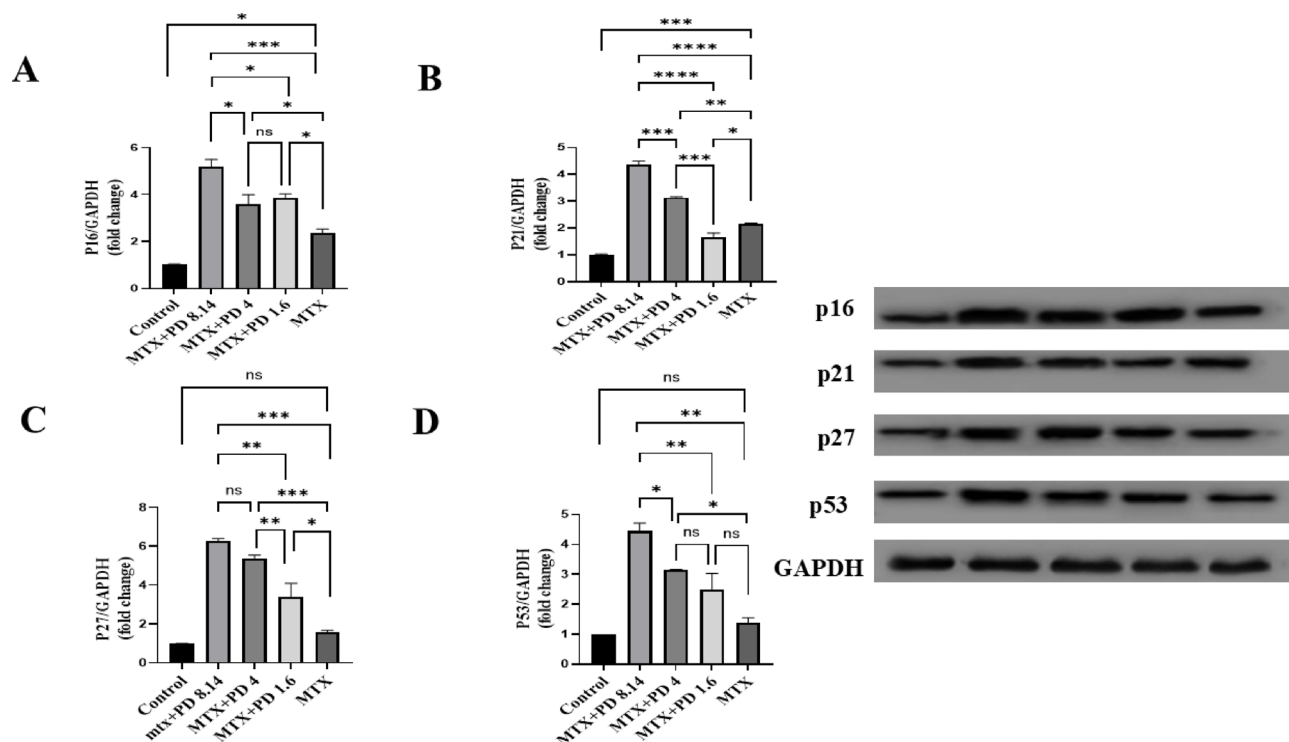 A
*
***
*
*
*
ns
*
P16/GAPDH
(fold change)
6
4
2
0
Control
MTX+PD 8.14
MTX+PD 4
MTX+PD 1.6
MTX
B
***
****
****
**
***
*
***
P21/GAPDH
(fold change)
5
4
3
2
1
0
Control
MTX+PD 8.14
MTX+PD 4
MTX+PD 1.6
MTX
C
ns
***
**
ns
***
**
*
P27/GAPDH
(fold change)
8
6
4
2
0
Control
mtx+PD 8.14
MTX+PD 4
MTX+PD 1.6
MTX
D
ns
**
**
*
*
ns
ns
P53/GAPDH
(fold change)
5
4
3
2
1
0
Control
MTX+PD 8.14
MTX+PD 4
MTX+PD 1.6
MTX
p16
p21
p27
p53
GAPDH